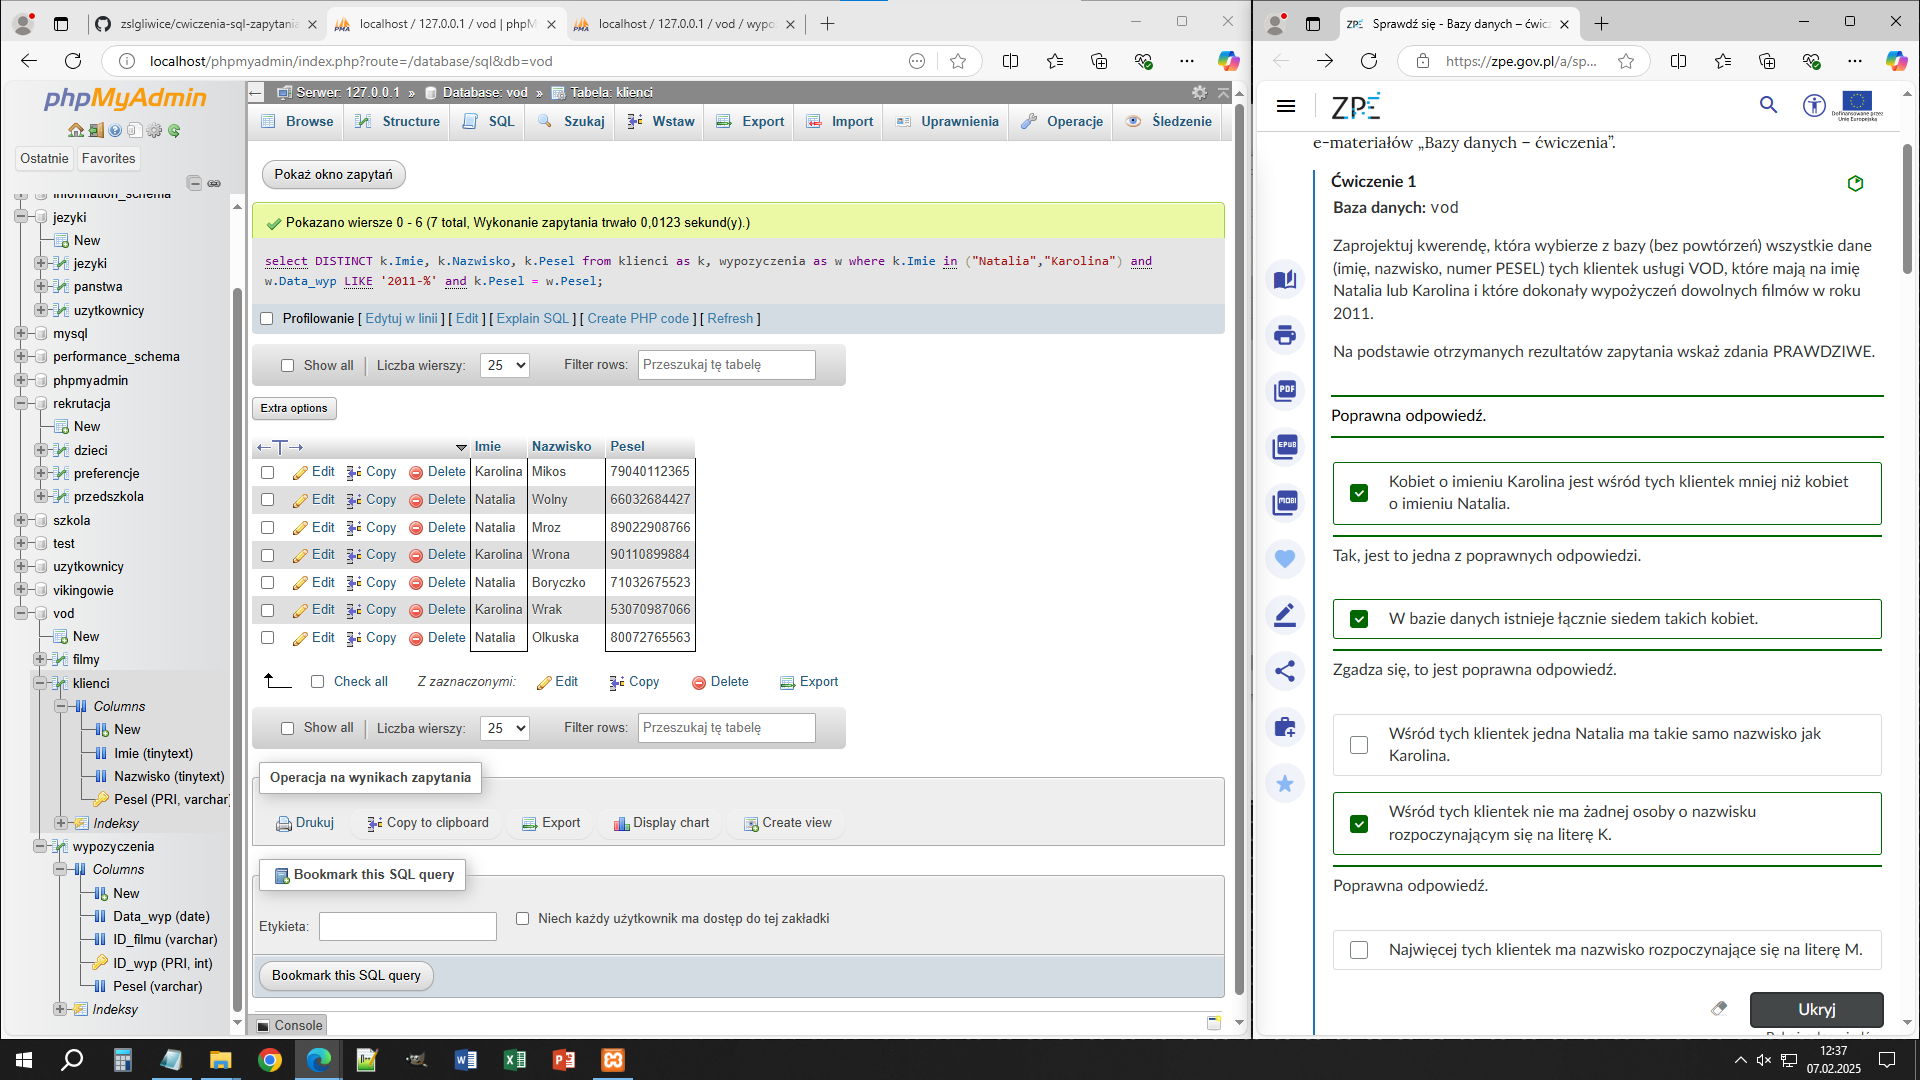 zslgliwice/cwiczenia-sql-zapytania
localhost / 127.0.0.1 / vod | phpM
localhost / 127.0.0.1 / vod / wypo
localhost/phpmyadmin/index.php?route=/database/sql&db=vod
phpMyAdmin
Ostatnie
Favorites
information_schema
jezyki
New
jezyki
panstwa
uzytkownicy
mysql
performance_schema
phpmyadmin
rekrutacja
New
dzieci
preferencje
przedszkola
szkola
test
uzytkownicy
vikingowie
vod
New
filmy
klienci
Columns
New
Imie (tinytext)
Nazwisko (tinytext)
Pesel (PRI, varchar)
Indeksy
wypozyczenia
Columns
New
Data_wyp (date)
ID_filmu (varchar)
ID_wyp (PRI, int)
Pesel (varchar)
Indeksy
Serwer: 127.0.0.1 » Database: vod » Tabela: klienci
Browse Structure SQL Szukaj Wstaw Export Import Uprawnienia Operacje Śledzenie
Pokaż okno zapytań
Pokazano wiersze 0 - 6 (7 total, Wykonanie zapytania trwało 0,0123 sekund(y).)
select DISTINCT k.Imie, k.Nazwisko, k.Pesel from klienci as k, wypozyczenia as w where k.Imie in ("Natalia","Karolina") and
w.Data_wyp LIKE '2011-%' and k.Pesel = w.Pesel;
Profilowanie [ Edytuj w linii ] [ Edit ] [ Explain SQL ] [ Create PHP code ] [ Refresh ]
Show all Liczba wierszy: 25 Filter rows: Przeszukaj tę tabelę
Extra options
Imie Nazwisko Pesel
Edit Copy Delete Karolina Mikos 79040112365
Edit Copy Delete Natalia Wolny 66032684427
Edit Copy Delete Natalia Mroz 89022908766
Edit Copy Delete Karolina Wrona 90110899884
Edit Copy Delete Natalia Boryczko 71032675523
Edit Copy Delete Karolina Wrak 53070987066
Edit Copy Delete Natalia Olkuska 80072765563
Check all Z zaznaczonymi: Edit Copy Delete Export
Show all Liczba wierszy: 25 Filter rows: Przeszukaj tę tabelę
Operacja na wynikach zapytania
Drukuj Copy to clipboard Export Display chart Create view
Bookmark this SQL query
Etykieta: Niech każdy użytkownik ma dostęp do tej zakładki
Bookmark this SQL query
Console
ZPE Sprawdź się - Bazy danych – ćwic
https://zpe.gov.pl/a/sp...
ZPE
Dofinansowane przez
Unię Europejską
e-materiałów „Bazy danych – ćwiczenia”.
Ćwiczenie 1
Baza danych: vod
Zaprojektuj kwerendę, która wybierze z bazy (bez powtórzeń) wszystkie dane
(imię, nazwisko, numer PESEL) tych klientek usługi VOD, które mają na imię
Natalia lub Karolina i które dokonały wypożyczeń dowolnych filmów w roku
2011.
Na podstawie otrzymanych rezultatów zapytania wskaż zdania PRAWDZIWE.
Poprawna odpowiedź.
Kobiet o imieniu Karolina jest wśród tych klientek mniej niż kobiet
o imieniu Natalia.
Tak, jest to jedna z poprawnych odpowiedzi.
W bazie danych istnieje łącznie siedem takich kobiet.
Zgadza się, to jest poprawna odpowiedź.
Wśród tych klientek jedna Natalia ma takie samo nazwisko jak
Karolina.
Wśród tych klientek nie ma żadnej osoby o nazwisku
rozpoczynającym się na literę K.
Poprawna odpowiedź.
Najwięcej tych klientek ma nazwisko rozpoczynające się na literę M.
Ukryj
PDF
EPUB
MOBI
12:37
07.02.2025